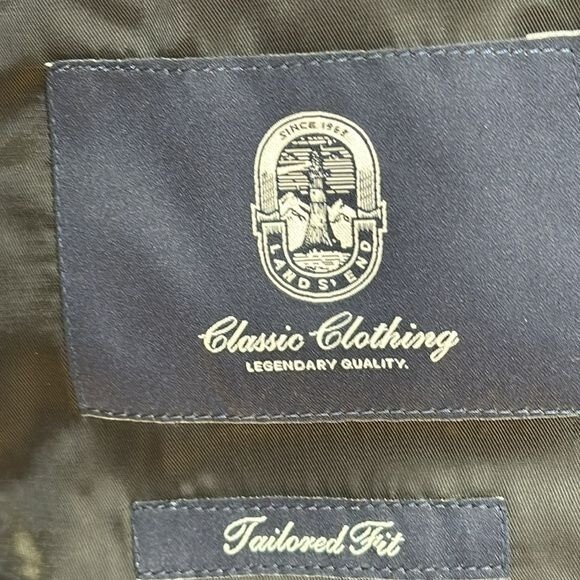 SINCE 1963
LANDS' END
Classic Clothing
LEGENDARY QUALITY.
Tailored Fit